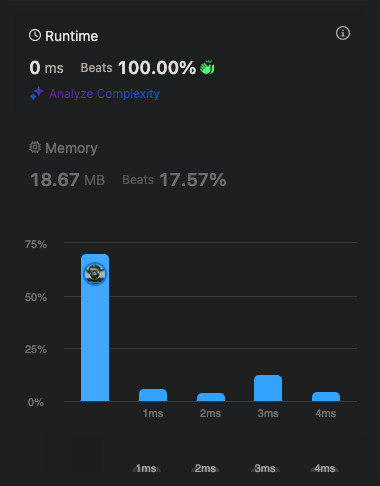 Runtime
0 ms Beats 100.00%
Analyze Complexity
Memory
18.67 MB Beats 17.57%
75%
50%
25%
0%
1ms 2ms 3ms 4ms
1ms 2ms 3ms 4ms